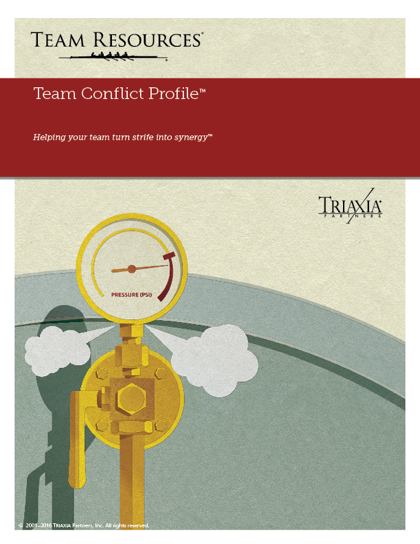 TEAM RESOURCES®
Team Conflict Profile™
Helping your team turn strife into synergy™
TRIAXIA®
PARTNERS
PRESSURE (PSI)
© 2001–2016 TRIAXIA Partners, Inc. All rights reserved.